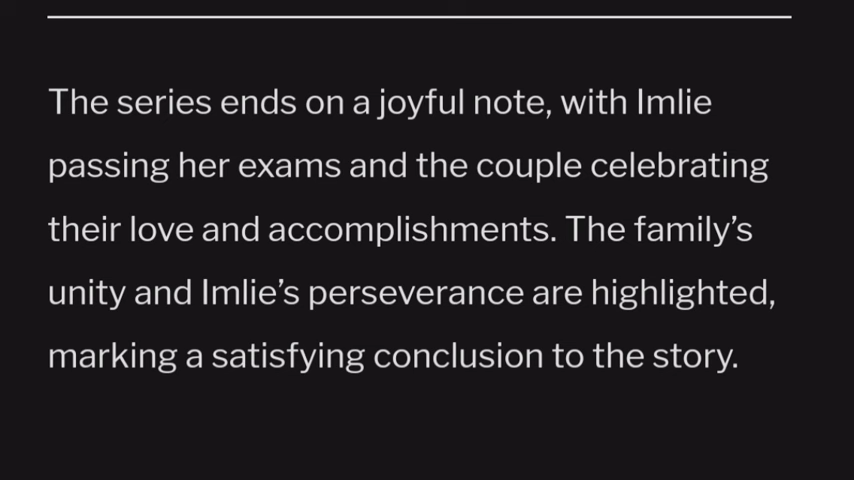 The series ends on a joyful note, with Imlie
passing her exams and the couple celebrating
their love and accomplishments. The family’s
unity and Imlie’s perseverance are highlighted,
marking a satisfying conclusion to the story.